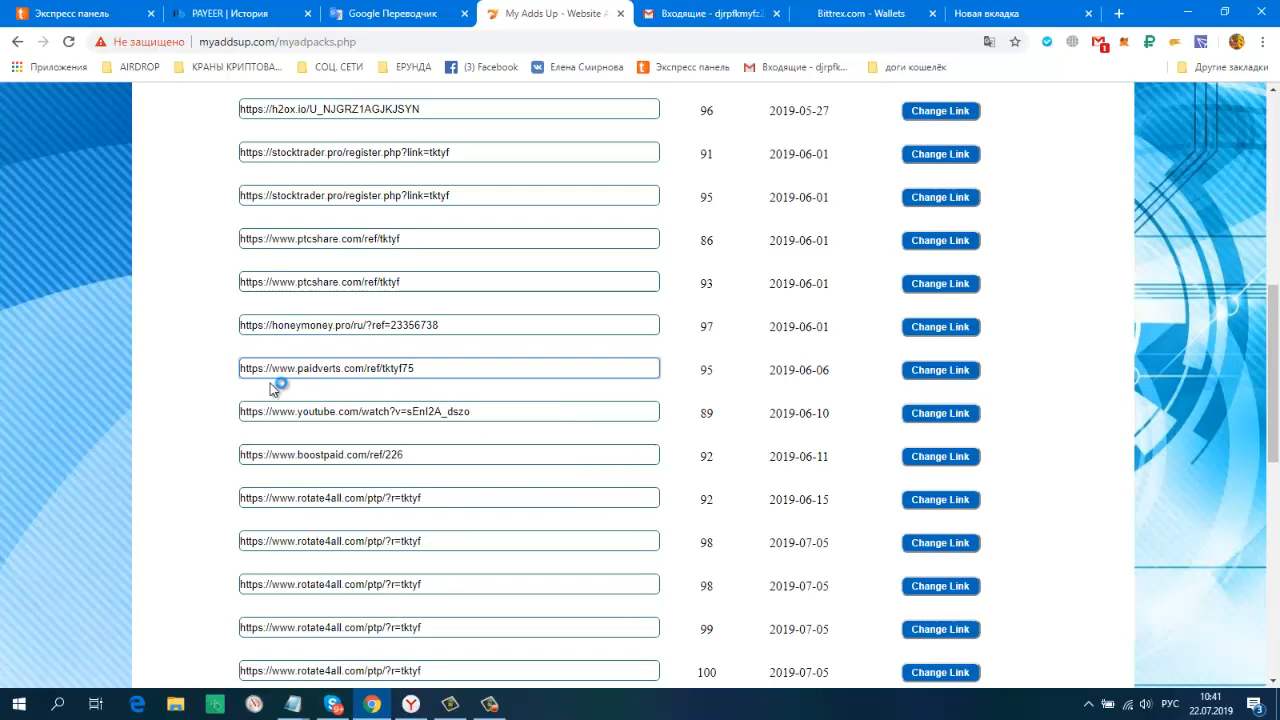 Экспресс панель
PAYEER | История
Google Переводчик
My Adds Up - Website A
Входящие - djrpfkmyfz
Bittrex.com - Wallets
Новая вкладка
Не защищено
myaddsup.com/myadpacks.php
1
Приложения
AIRDROP
КРАНЫ КРИПТОВА...
СОЦ. СЕТИ
ЕРУНДА
(3) Facebook
Елена Смирнова
Экспресс панель
Входящие - djrpfk...
доги кошелёк
Другие закладки
https://h2ox.io/U_NJGRZ1AGJKJSYN 96 2019-05-27 Change Link
https://stocktrader.pro/register.php?link=tktyf 91 2019-06-01 Change Link
https://stocktrader.pro/register.php?link=tktyf 95 2019-06-01 Change Link
https://www.ptcshare.com/ref/tktyf 86 2019-06-01 Change Link
https://www.ptcshare.com/ref/tktyf 93 2019-06-01 Change Link
https://honeymoney.pro/ru/?ref=23356738 97 2019-06-01 Change Link
https://www.paidverts.com/ref/tktyf75 95 2019-06-06 Change Link
https://www.youtube.com/watch?v=sEnI2A_dszo 89 2019-06-10 Change Link
https://www.boostpaid.com/ref/226 92 2019-06-11 Change Link
https://www.rotate4all.com/ptp/?r=tktyf 92 2019-06-15 Change Link
https://www.rotate4all.com/ptp/?r=tktyf 98 2019-07-05 Change Link
https://www.rotate4all.com/ptp/?r=tktyf 98 2019-07-05 Change Link
https://www.rotate4all.com/ptp/?r=tktyf 99 2019-07-05 Change Link
https://www.rotate4all.com/ptp/?r=tktyf 100 2019-07-05 Change Link
РУС
10:41
22.07.2019
3